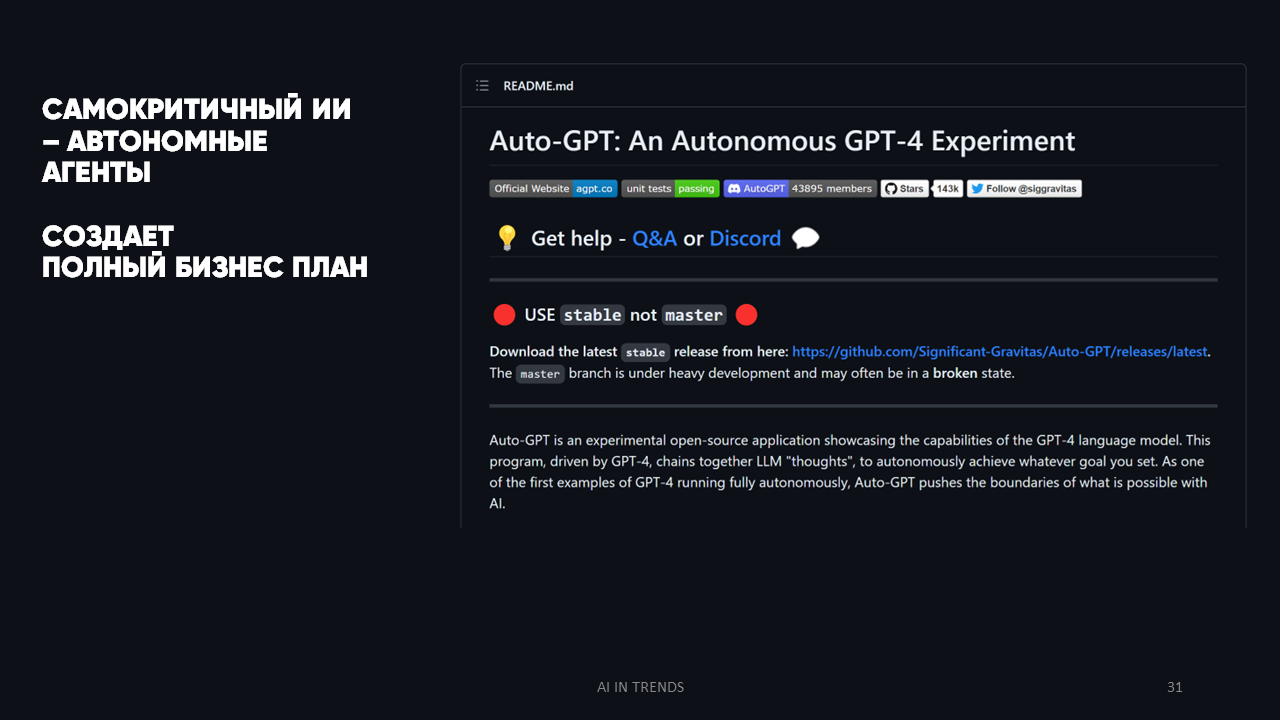 САМОКРИТИЧНЫЙ ИИ
– АВТОНОМНЫЕ
АГЕНТЫ
СОЗДАЕТ
ПОЛНЫЙ БИЗНЕС ПЛАН
README.md
Auto-GPT: An Autonomous GPT-4 Experiment
Official Website agpt.co unit tests passing AutoGPT 43895 members Stars 143k Follow @siggravitas
💡 Get help - Q&A or Discord 💬
🔴 USE stable not master 🔴
Download the latest stable release from here: https://github.com/Significant-Gravitas/Auto-GPT/releases/latest.
The master branch is under heavy development and may often be in a broken state.
Auto-GPT is an experimental open-source application showcasing the capabilities of the GPT-4 language model. This
program, driven by GPT-4, chains together LLM "thoughts", to autonomously achieve whatever goal you set. As one
of the first examples of GPT-4 running fully autonomously, Auto-GPT pushes the boundaries of what is possible with
AI.
AI IN TRENDS
31